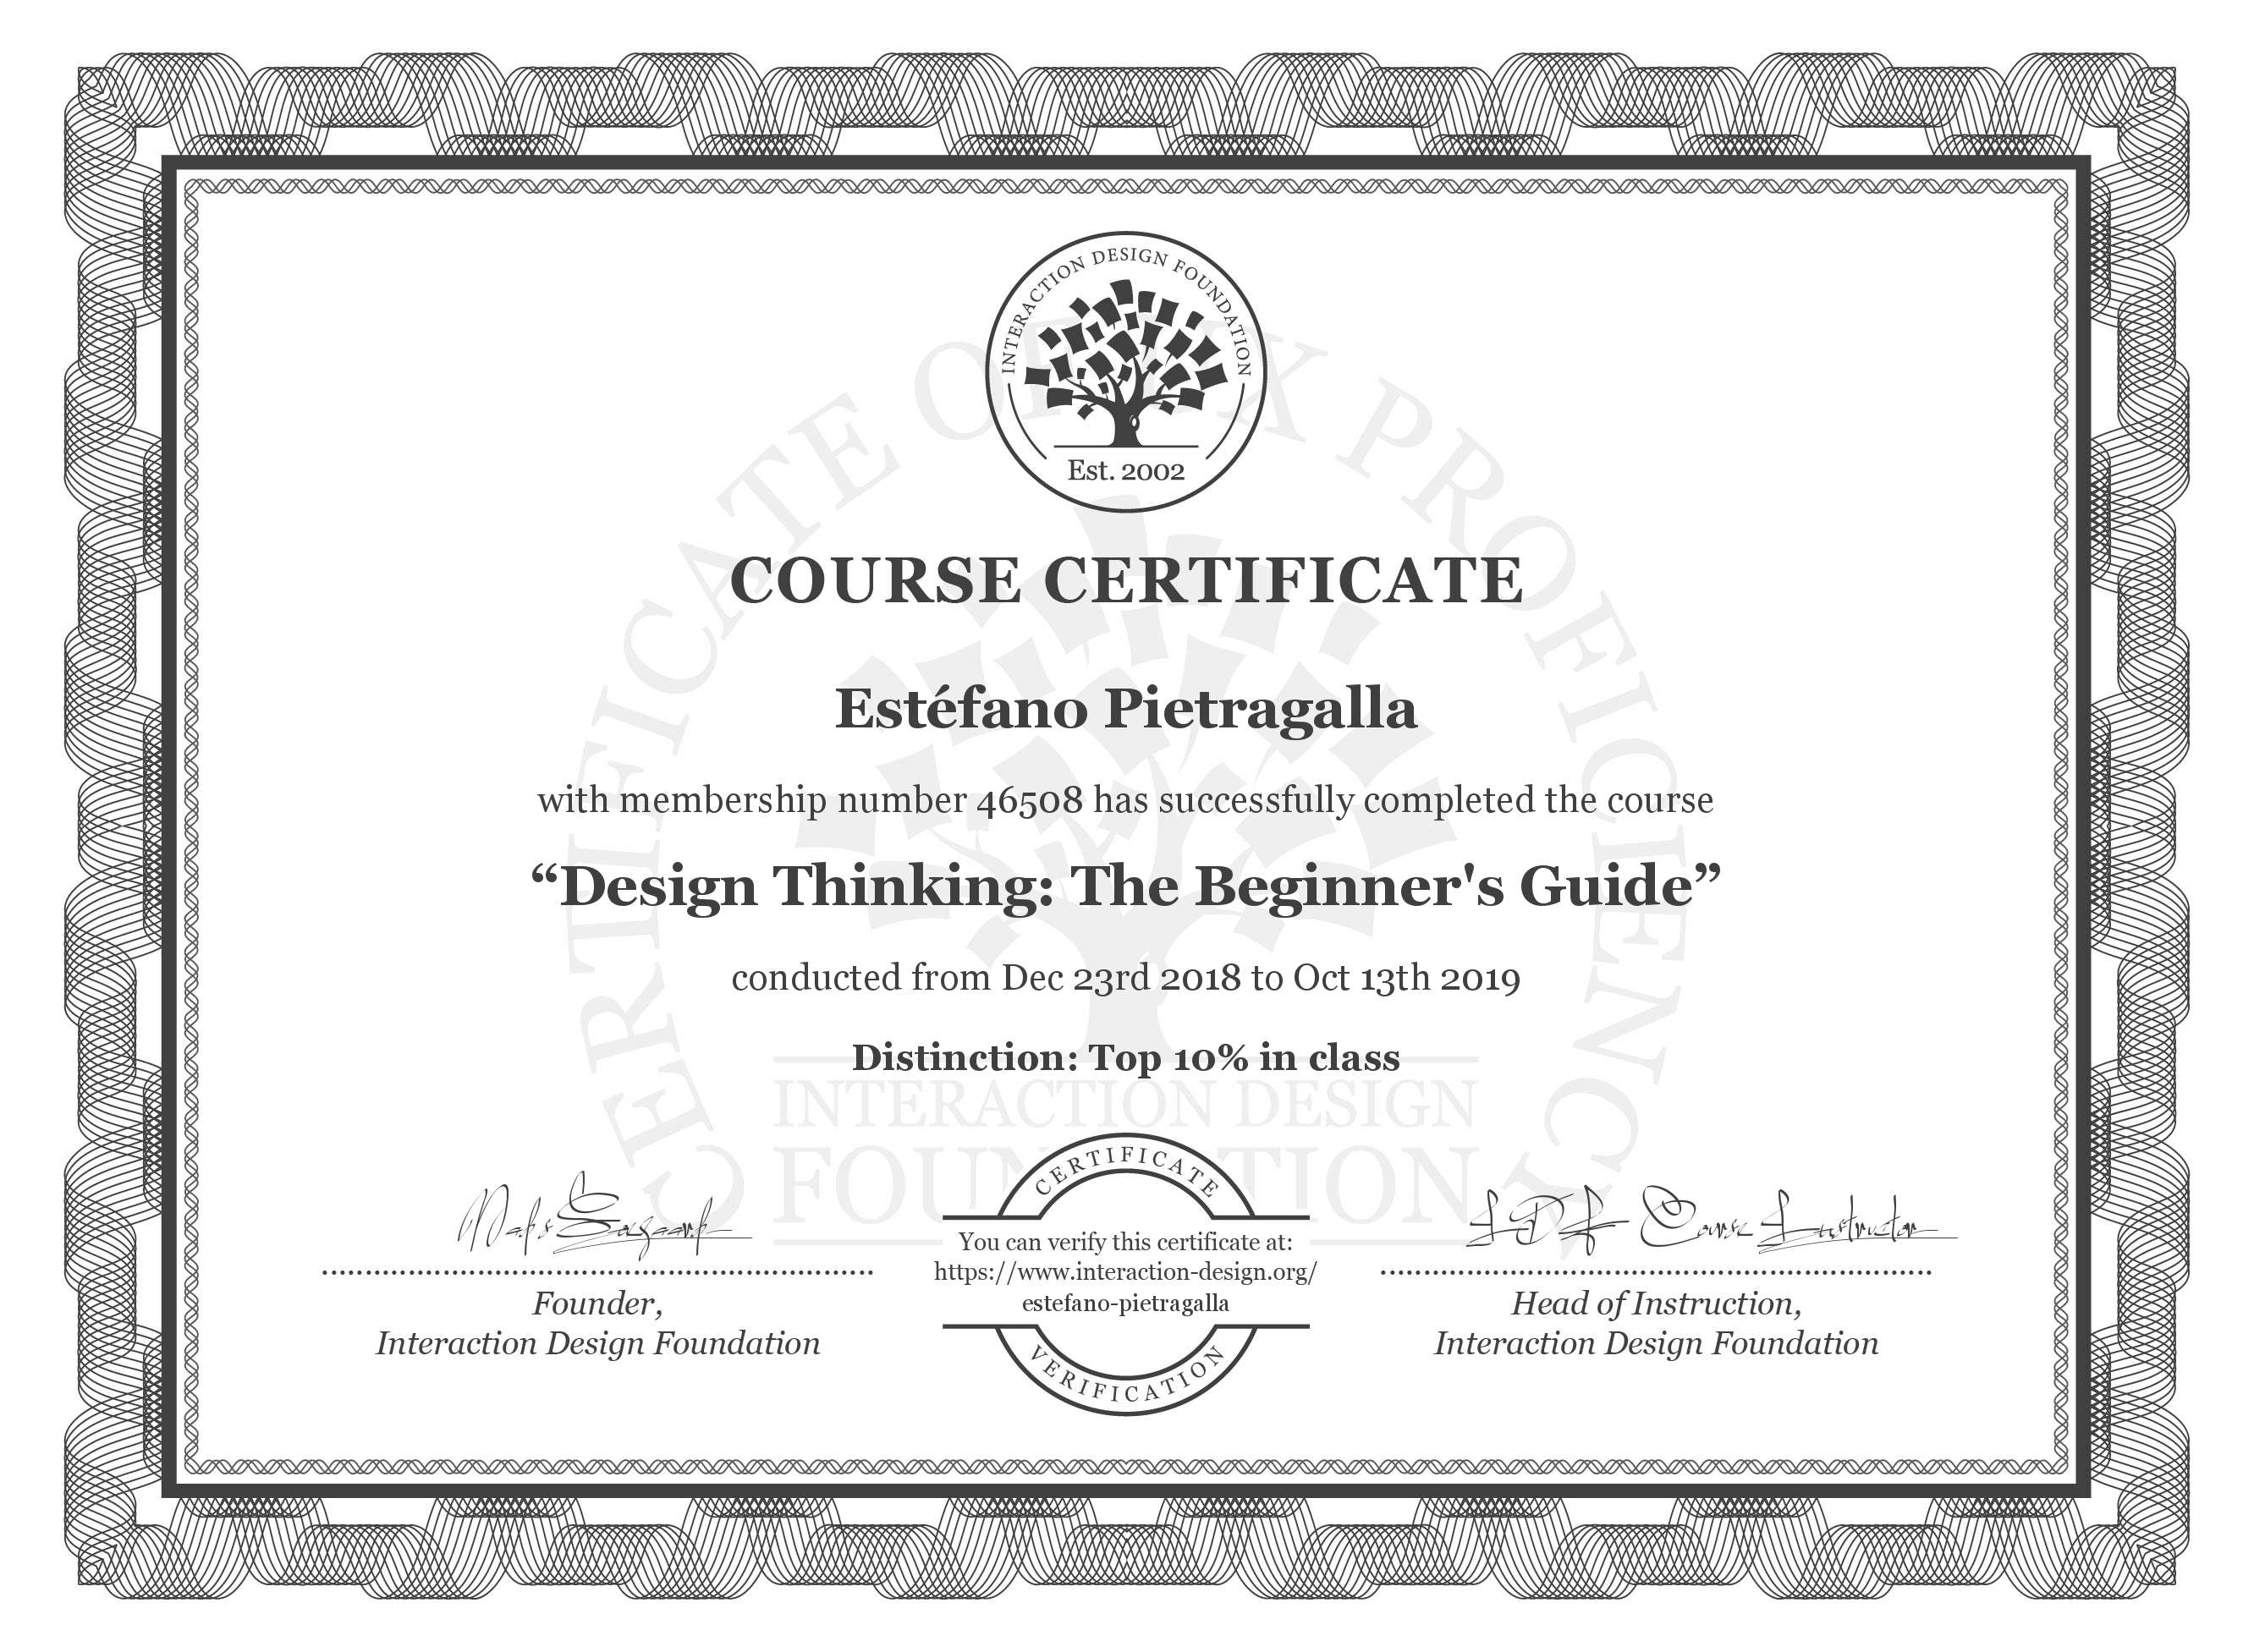 INTERACTION DESIGN FOUNDATION
Est. 2002
CERTIFICATE OF UX PROFICIENCY
COURSE CERTIFICATE
Estéfano Pietragalla
with membership number 46508 has successfully completed the course
“Design Thinking: The Beginner's Guide”
conducted from Dec 23rd 2018 to Oct 13th 2019
Distinction: Top 10% in class
INTERACTION DESIGN
FOUNDATION
CERTIFICATE
You can verify this certificate at:
https://www.interaction-design.org/
estefano-pietragalla
VERIFICATION
Mads Soegaard
Founder,
Interaction Design Foundation
IDF Course Instructor
Head of Instruction,
Interaction Design Foundation